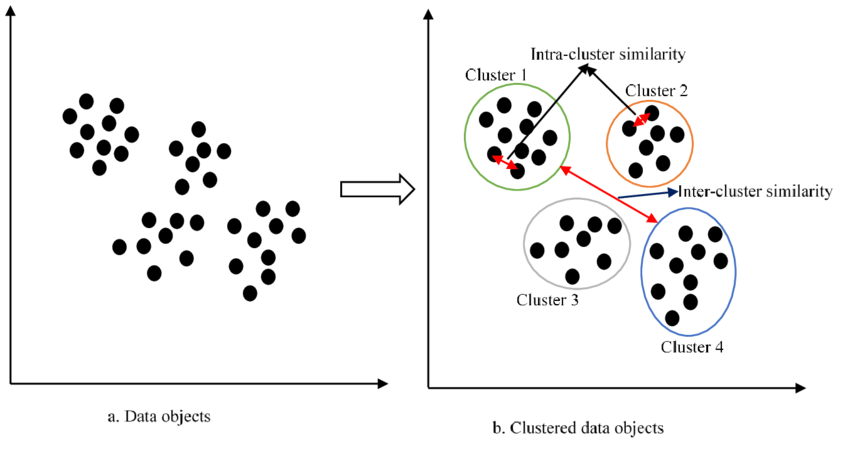 Intra-cluster similarity
Cluster 1
Cluster 2
Inter-cluster similarity
Cluster 3
Cluster 4
a. Data objects
b. Clustered data objects